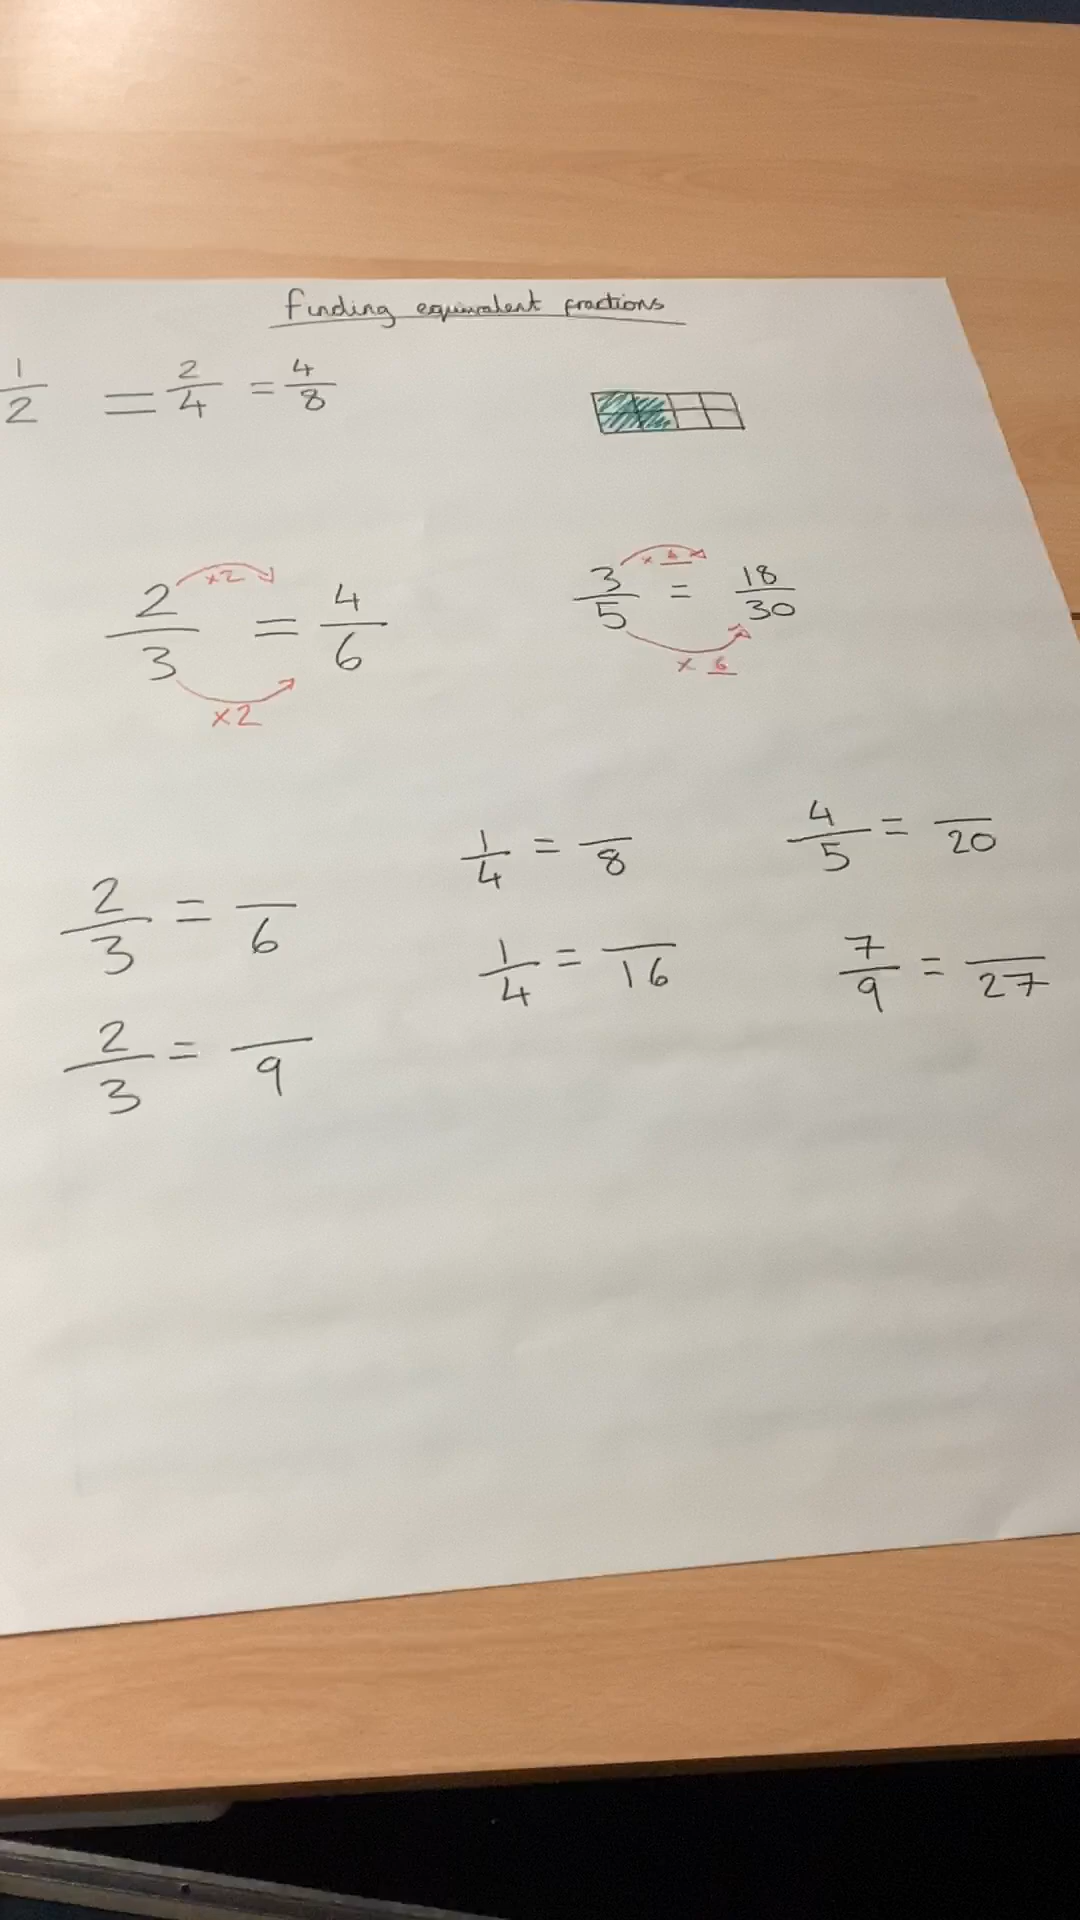 Finding equivalent fractions
1/2 = 2/4 = 4/8
×2 × 6
2/3 = 4/6 3/5 = 18/30
×2 × 6
1/4 = /8 4/5 = /20
2/3 = /6
1/4 = /16 7/9 = /27
2/3 = /9